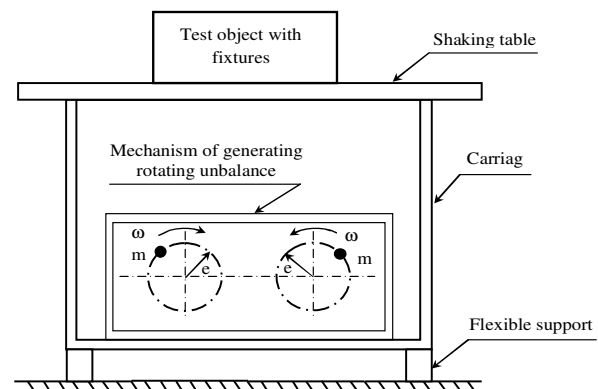 Test object with
fixtures
Shaking table
Mechanism of generating
rotating unbalance
Carriag
ω
m
e
ω
m
e
Flexible support